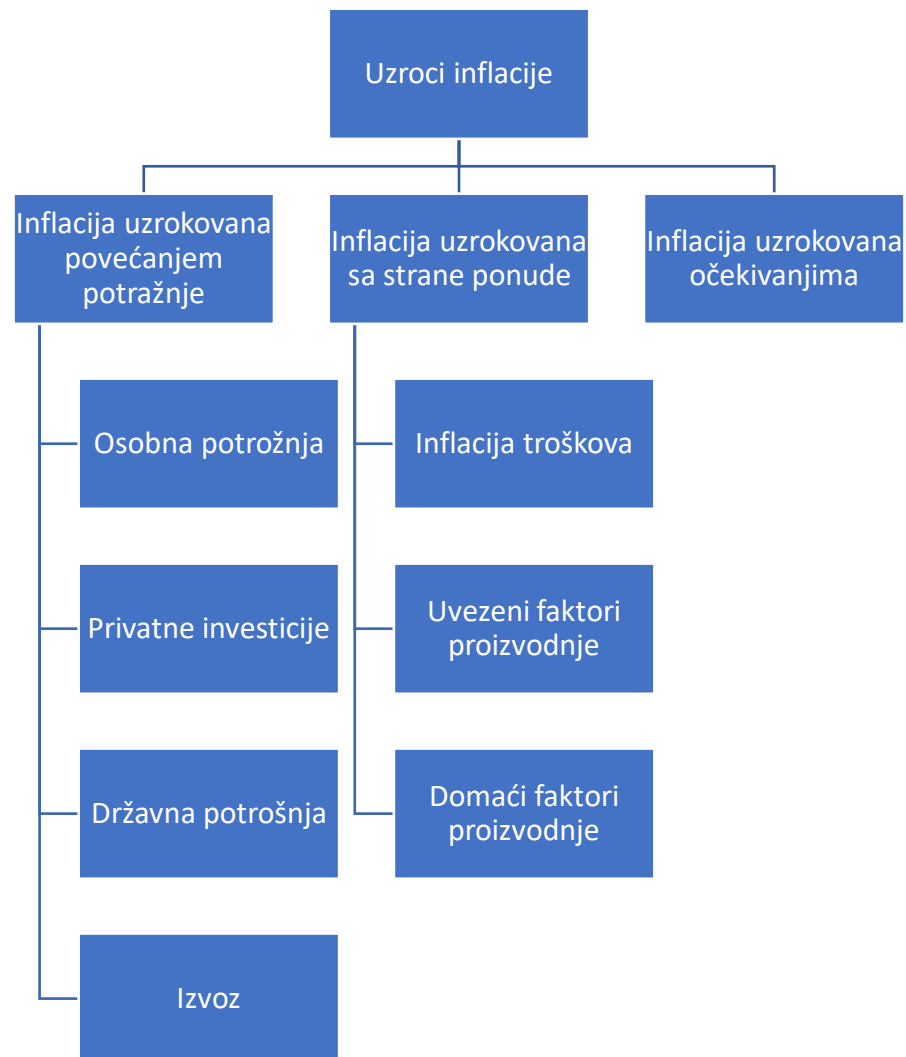 Uzroci inflacije
Inflacija uzrokovana
povećanjem
potražnje
Inflacija uzrokovana
sa strane ponude
Inflacija uzrokovana
očekivanjima
Osobna potrožnja
Inflacija troškova
Privatne investicije
Uvezeni faktori
proizvodnje
Državna potrošnja
Domaći faktori
proizvodnje
Izvoz